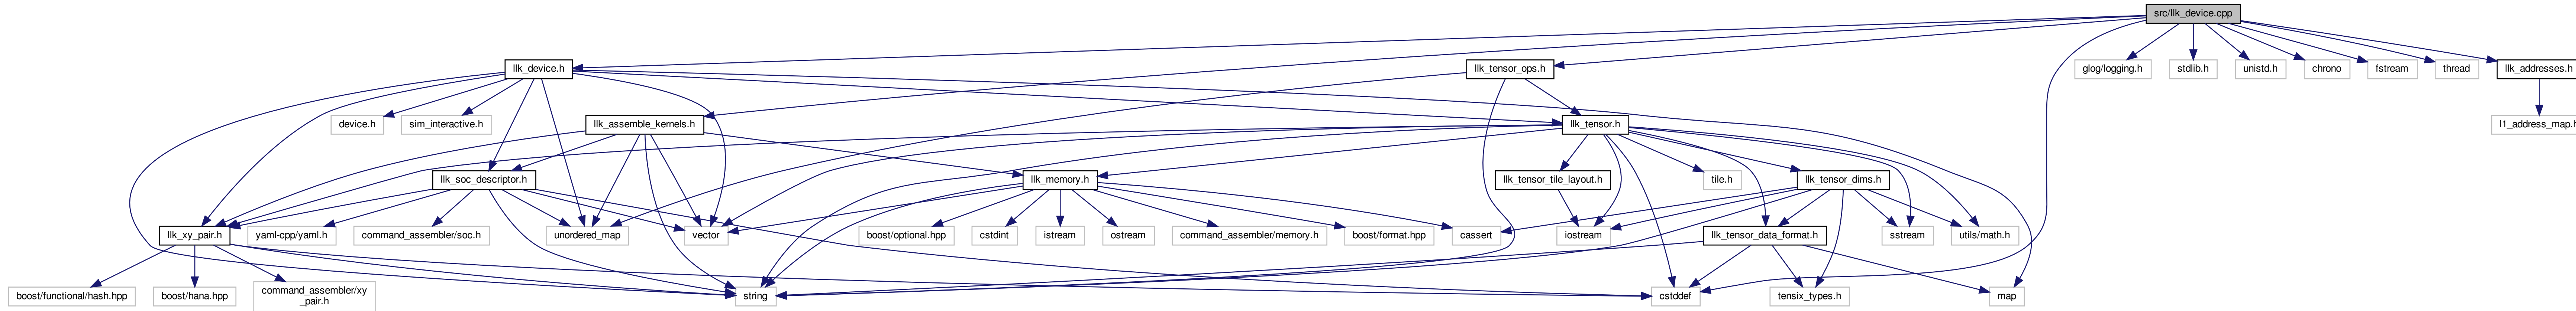 src/llk_device.cpp
llk_device.h
llk_tensor_ops.h
glog/logging.h
stdlib.h
unistd.h
chrono
fstream
thread
llk_addresses.h
device.h
sim_interactive.h
llk_assemble_kernels.h
llk_tensor.h
l1_address_map.h
llk_soc_descriptor.h
llk_memory.h
llk_tensor_tile_layout.h
tile.h
llk_tensor_dims.h
llk_xy_pair.h
yaml-cpp/yaml.h
command_assembler/soc.h
unordered_map
vector
boost/optional.hpp
cstdint
istream
ostream
command_assembler/memory.h
boost/format.hpp
cassert
iostream
llk_tensor_data_format.h
sstream
utils/math.h
boost/functional/hash.hpp
boost/hana.hpp
command_assembler/xy
_pair.h
string
cstddef
tensix_types.h
map